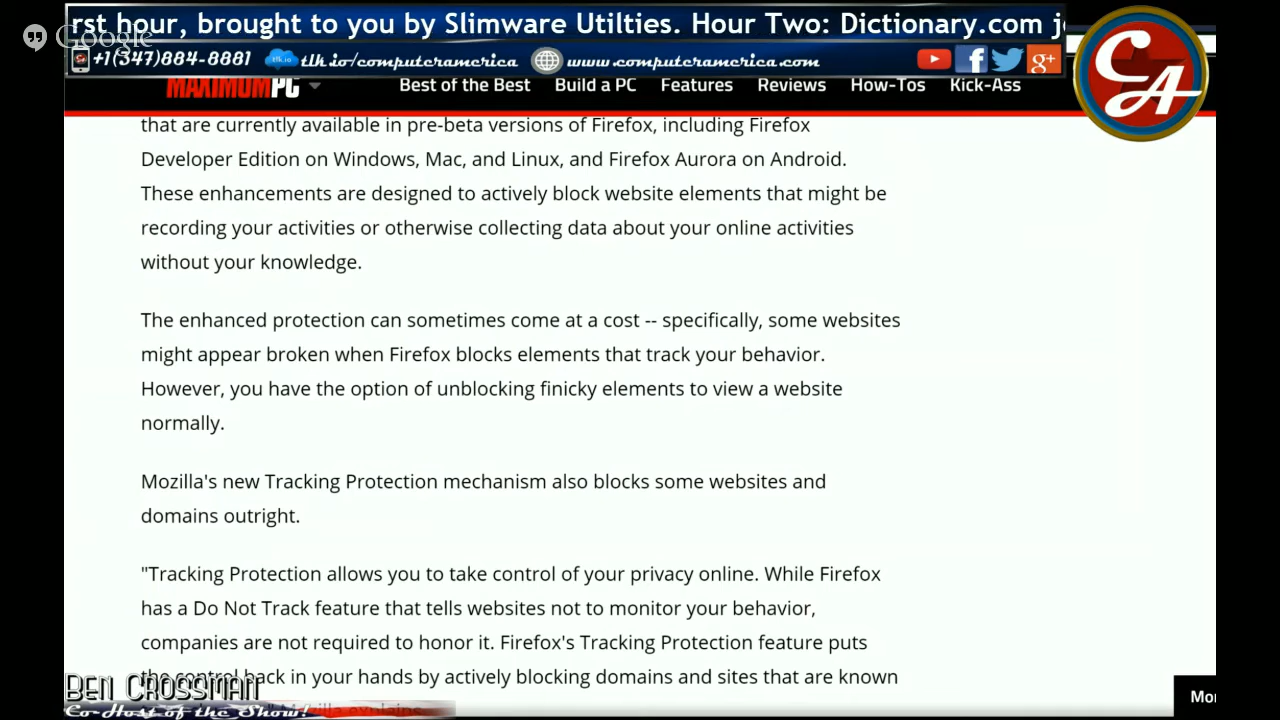 rst hour, brought to you by Slimware Utilties. Hour Two: Dictionary.com j
Google
+1(347)884-8881 tlk.io/computeramerica www.computeramerica.com
CA
MAXIMUMPC Best of the Best Build a PC Features Reviews How-Tos Kick-Ass
that are currently available in pre-beta versions of Firefox, including Firefox
Developer Edition on Windows, Mac, and Linux, and Firefox Aurora on Android.
These enhancements are designed to actively block website elements that might be
recording your activities or otherwise collecting data about your online activities
without your knowledge.
The enhanced protection can sometimes come at a cost -- specifically, some websites
might appear broken when Firefox blocks elements that track your behavior.
However, you have the option of unblocking finicky elements to view a website
normally.
Mozilla's new Tracking Protection mechanism also blocks some websites and
domains outright.
"Tracking Protection allows you to take control of your privacy online. While Firefox
has a Do Not Track feature that tells websites not to monitor your behavior,
companies are not required to honor it. Firefox's Tracking Protection feature puts
the control back in your hands by actively blocking domains and sites that are known
Ben Crossman
Co-Host of the Show!
Mozilla explains
Mor